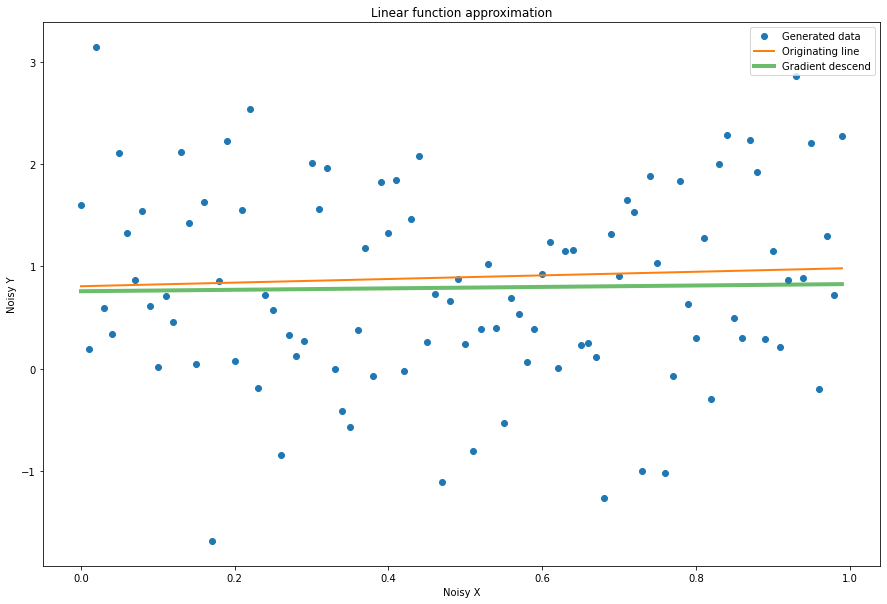 Linear function approximation
Generated data
Originating line
Gradient descend
Noisy Y
3
2
1
0
−1
0.0 0.2 0.4 0.6 0.8 1.0
Noisy X